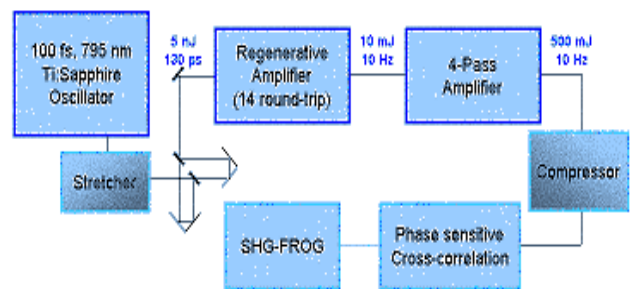 100 fs, 795 nm
Ti:Sapphire
Oscillator
5 nJ
130 ps
Regenerative
Amplifier
(14 round-trip)
10 mJ
10 Hz
4-Pass
Amplifier
500 mJ
10 Hz
Stretcher
Compressor
SHG-FROG
Phase sensitive
Cross-correlation